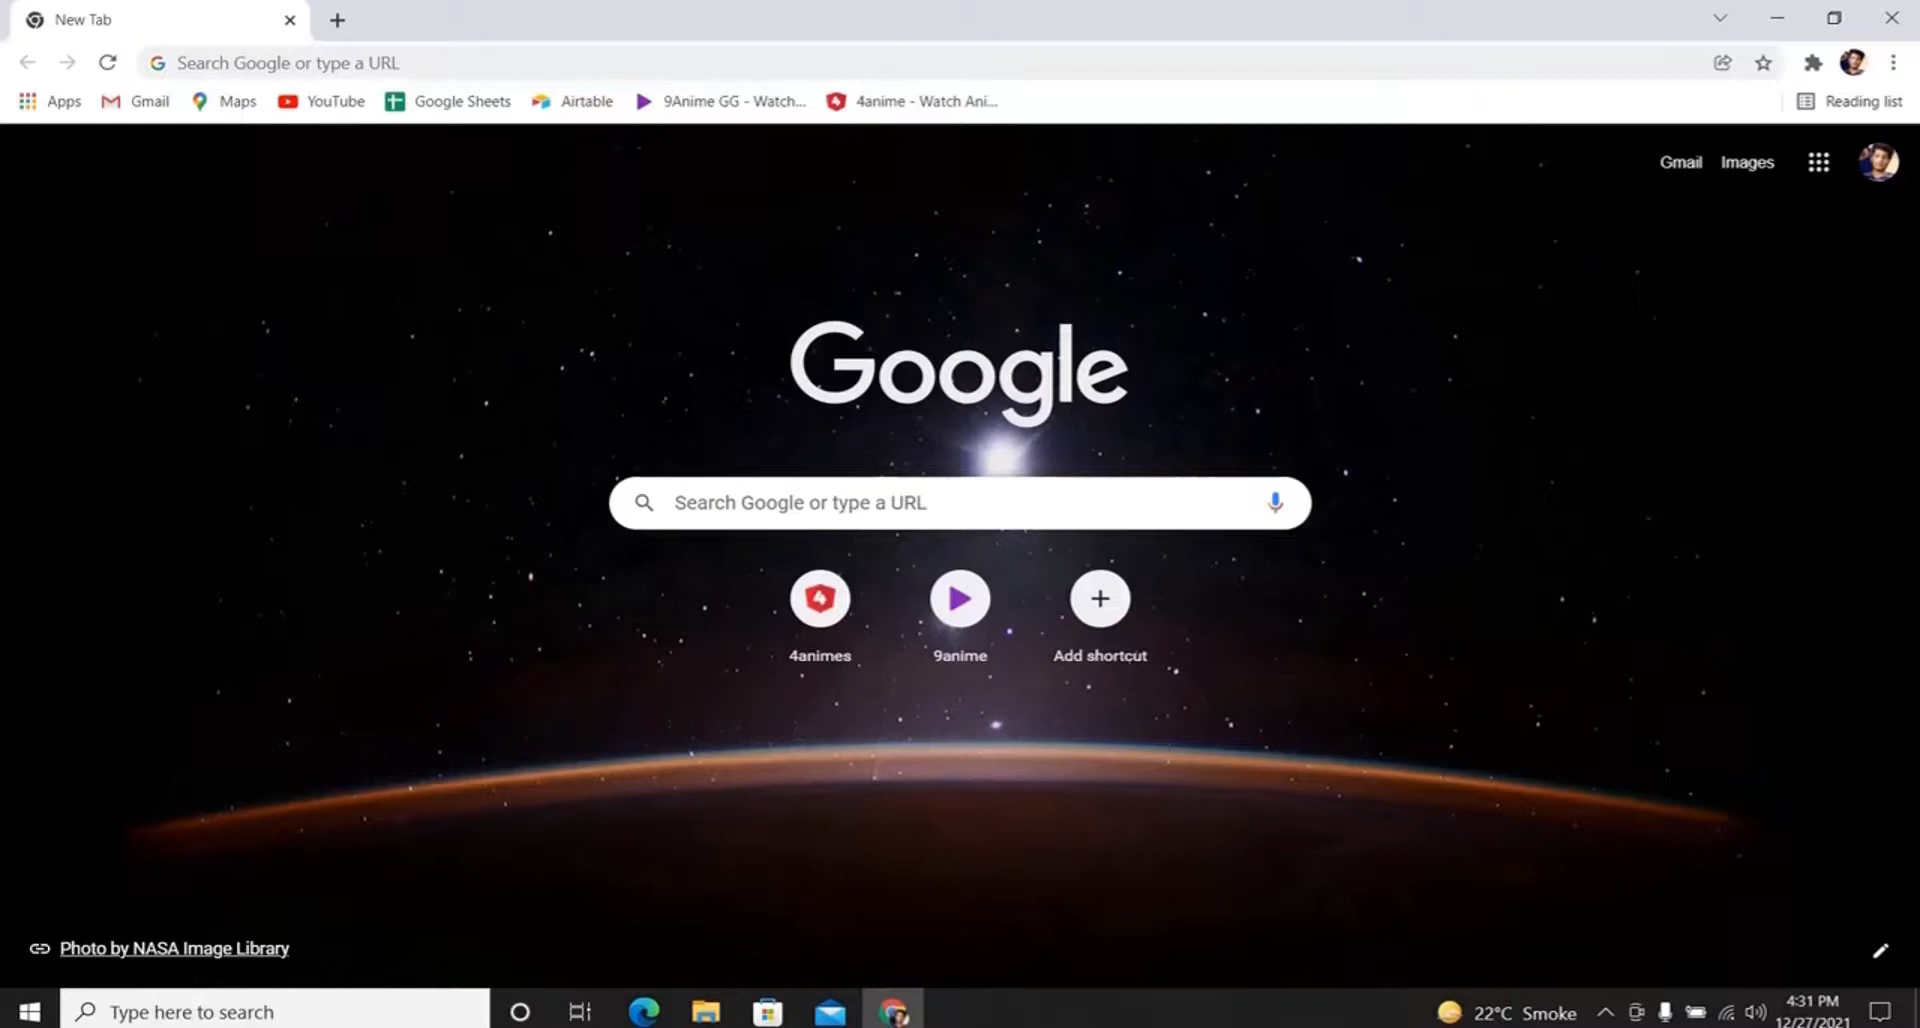 New Tab
Search Google or type a URL
Apps Gmail Maps YouTube Google Sheets Airtable 9Anime GG - Watch... 4anime - Watch Ani... Reading list
Gmail Images
Google
Search Google or type a URL
4animes 9anime Add shortcut
Photo by NASA Image Library
Type here to search
22°C Smoke
4:31 PM
12/27/2021